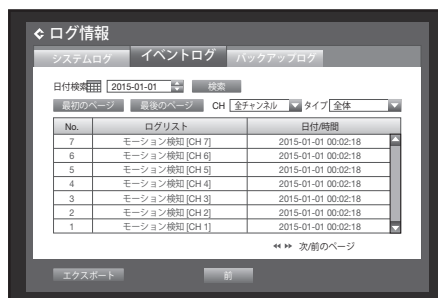 ログ情報
システムログ イベントログ バックアップログ
日付検索 2015-01-01 検索
最初のページ 最後のページ CH 全チャンネル タイプ 全体
No. ログリスト 日付/時間
7 モーション検知 [CH 7] 2015-01-01 00:02:18
6 モーション検知 [CH 6] 2015-01-01 00:02:18
5 モーション検知 [CH 5] 2015-01-01 00:02:18
4 モーション検知 [CH 4] 2015-01-01 00:02:18
3 モーション検知 [CH 3] 2015-01-01 00:02:18
2 モーション検知 [CH 2] 2015-01-01 00:02:18
1 モーション検知 [CH 1] 2015-01-01 00:02:18
次/前のページ
エクスポート 前